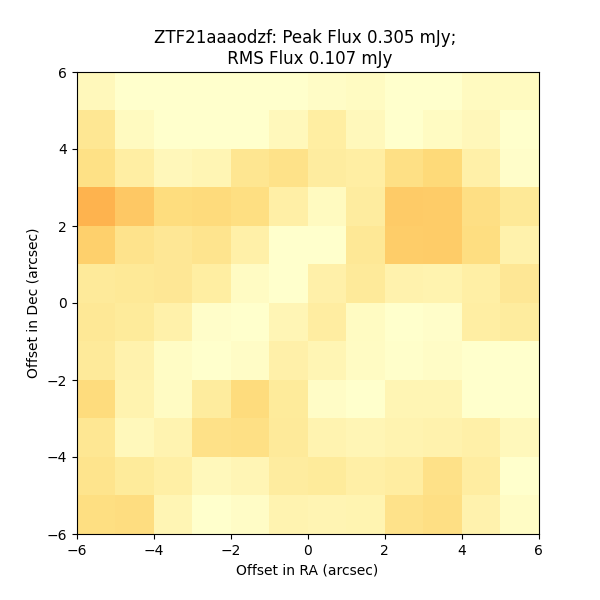 ZTF21aaaodzf: Peak Flux 0.305 mJy;
RMS Flux 0.107 mJy
6
4
2
0
−2
−4
−6
Offset in Dec (arcsec)
−6 −4 −2 0 2 4 6
Offset in RA (arcsec)